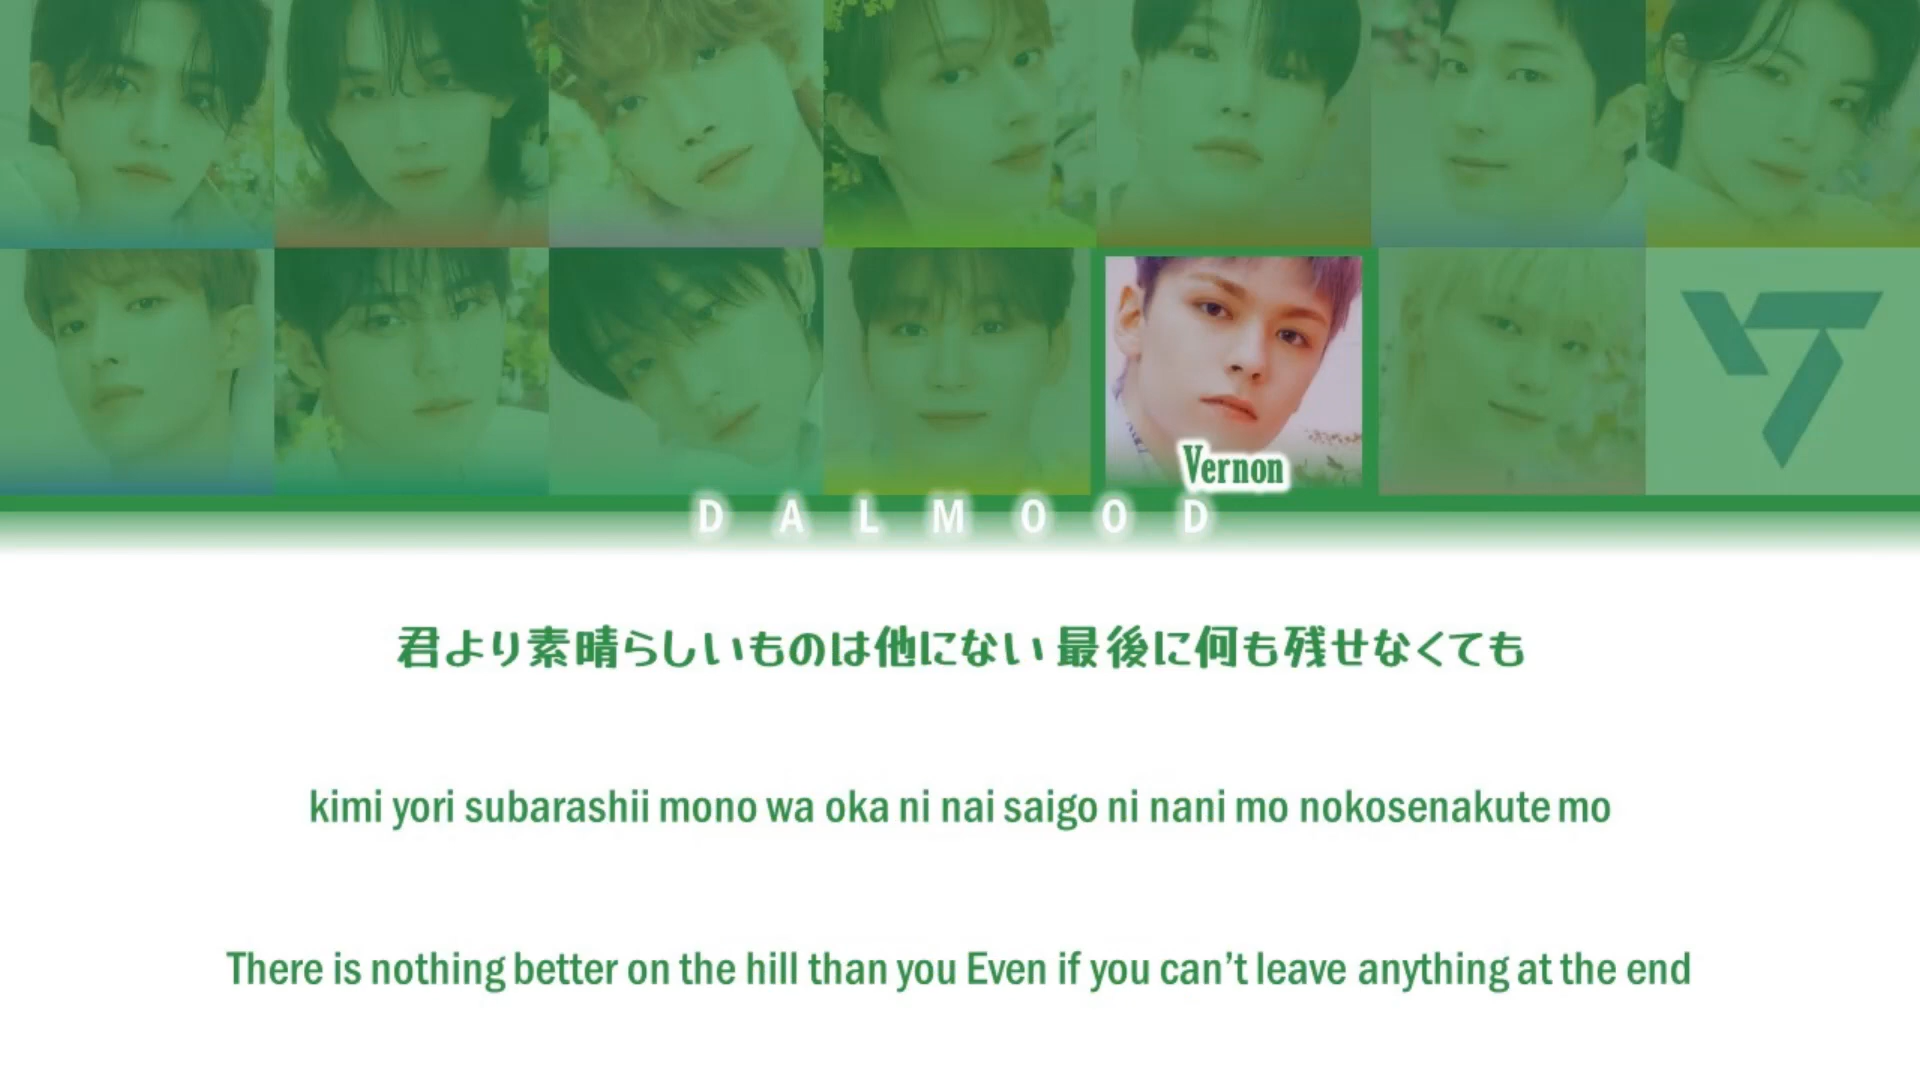 Vernon
DALMOOD
君より素晴らしいものは他にない 最後に何も残せなくても
kimi yori subarashii mono wa oka ni nai saigo ni nani mo nokosenakute mo
There is nothing better on the hill than you Even if you can’t leave anything at the end